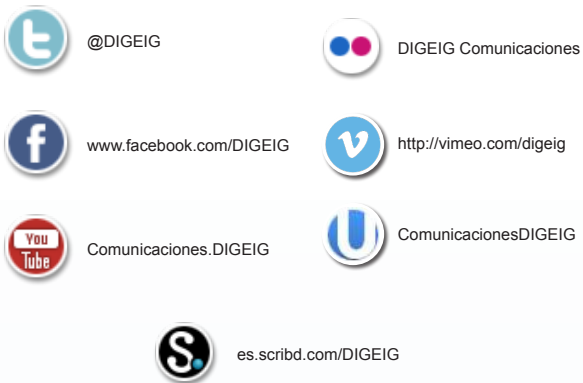 @DIGEIG
DIGEIG Comunicaciones
www.facebook.com/DIGEIG
http://vimeo.com/digeig
You
Tube
Comunicaciones.DIGEIG
ComunicacionesDIGEIG
es.scribd.com/DIGEIG